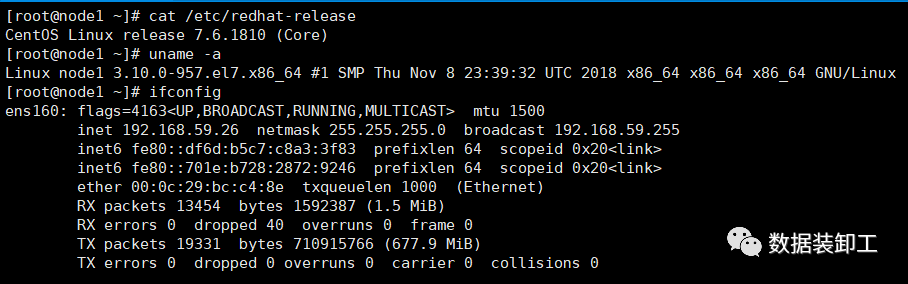 [root@node1 ~]# cat /etc/redhat-release
CentOS Linux release 7.6.1810 (Core)
[root@node1 ~]# uname -a
Linux node1 3.10.0-957.el7.x86_64 #1 SMP Thu Nov 8 23:39:32 UTC 2018 x86_64 x86_64 x86_64 GNU/Linux
[root@node1 ~]# ifconfig
ens160: flags=4163<UP,BROADCAST,RUNNING,MULTICAST>  mtu 1500
        inet 192.168.59.26  netmask 255.255.255.0  broadcast 192.168.59.255
        inet6 fe80::df6d:b5c7:c8a3:3f83  prefixlen 64  scopeid 0x20<link>
        inet6 fe80::701e:b728:2872:9246  prefixlen 64  scopeid 0x20<link>
        ether 00:0c:29:bc:c4:8e  txqueuelen 1000  (Ethernet)
        RX packets 13454  bytes 1592387 (1.5 MiB)
        RX errors 0  dropped 40  overruns 0  frame 0
        TX packets 19331  bytes 710915766 (677.9 MiB)
        TX errors 0  dropped 0 overruns 0  carrier 0  collisions 0
数据装卸工